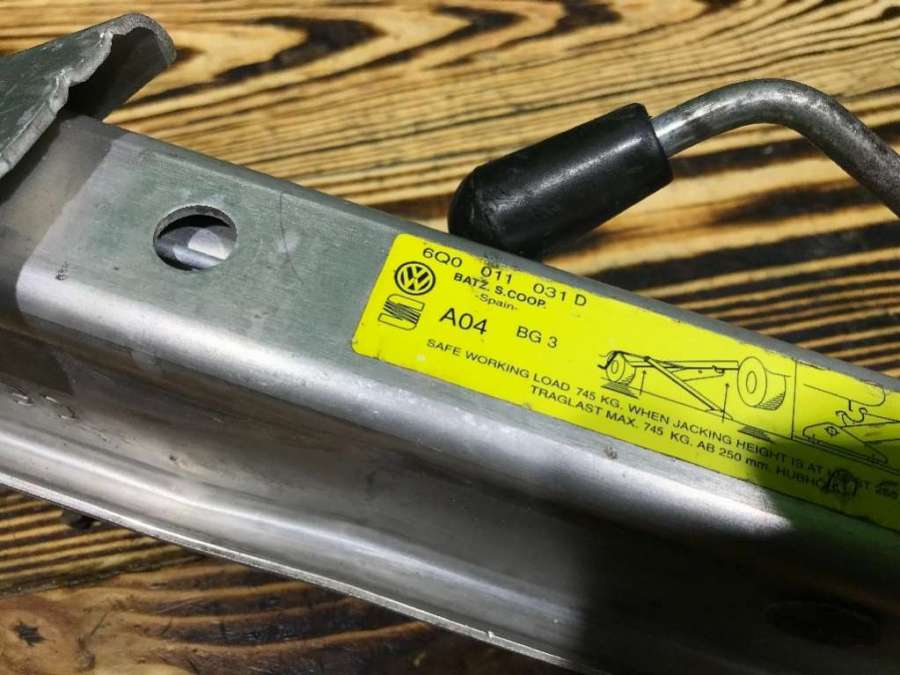 6Q0 011 031 D
BATZ. S.COOP.
-Spain-
A04 BG 3
SAFE WORKING LOAD 745 KG. WHEN JACKING HEIGHT IS AT
TRAGLAST MAX. 745 KG. AB 250 mm.